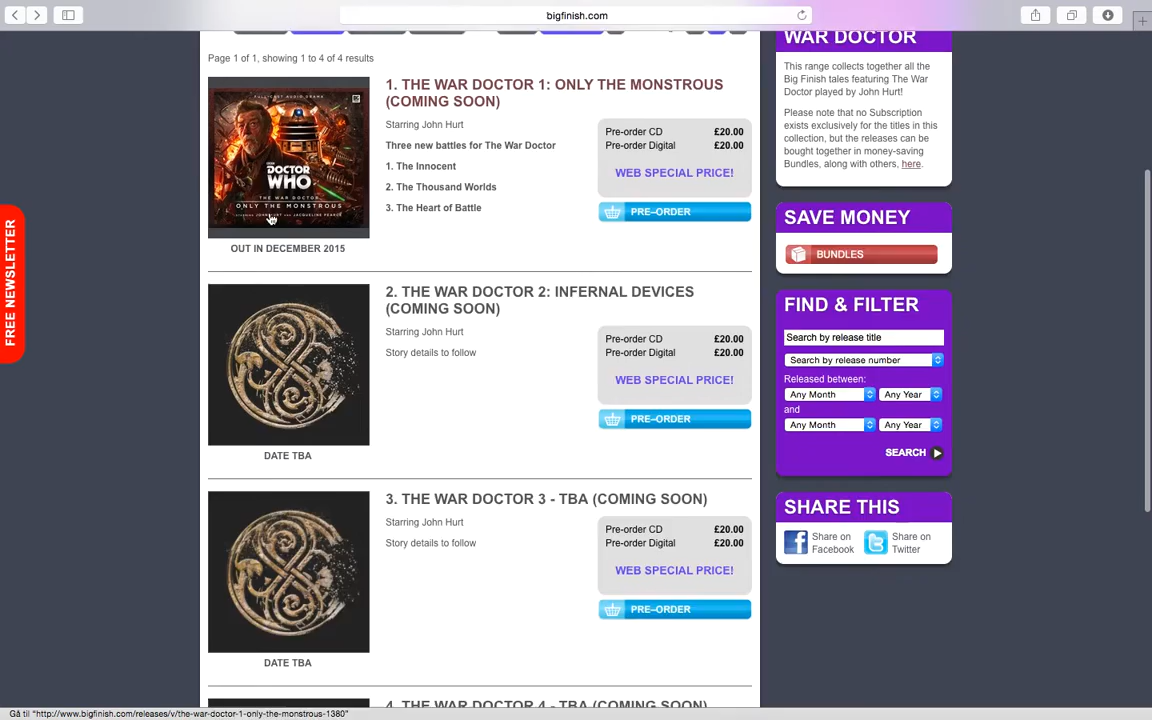 bigfinish.com
Page 1 of 1, showing 1 to 4 of 4 results
FULL-CAST AUDIO DRAMA
BBC
DOCTOR
WHO
THE WAR DOCTOR
ONLY THE MONSTROUS
OUT IN DECEMBER 2015
1. THE WAR DOCTOR 1: ONLY THE MONSTROUS
(COMING SOON)
Starring John Hurt
Three new battles for The War Doctor
1. The Innocent
2. The Thousand Worlds
3. The Heart of Battle
Pre-order CD £20.00
Pre-order Digital £20.00
WEB SPECIAL PRICE!
PRE–ORDER
2. THE WAR DOCTOR 2: INFERNAL DEVICES
(COMING SOON)
Starring John Hurt
Story details to follow
Pre-order CD £20.00
Pre-order Digital £20.00
WEB SPECIAL PRICE!
PRE–ORDER
DATE TBA
3. THE WAR DOCTOR 3 - TBA (COMING SOON)
Starring John Hurt
Story details to follow
Pre-order CD £20.00
Pre-order Digital £20.00
WEB SPECIAL PRICE!
PRE–ORDER
DATE TBA
4. THE WAR DOCTOR 4 - TBA (COMING SOON)
WAR DOCTOR
This range collects together all the
Big Finish tales featuring The War
Doctor played by John Hurt!
Please note that no Subscription
exists exclusively for the titles in this
collection, but the releases can be
bought together in money-saving
Bundles, along with others, here.
SAVE MONEY
BUNDLES
FIND & FILTER
Search by release title
Search by release number
Released between:
Any Month Any Year
and
Any Month Any Year
SEARCH
SHARE THIS
Share on
Facebook
Share on
Twitter
FREE NEWSLETTER
Gå til "http://www.bigfinish.com/releases/v/the-war-doctor-1-only-the-monstrous-1380"